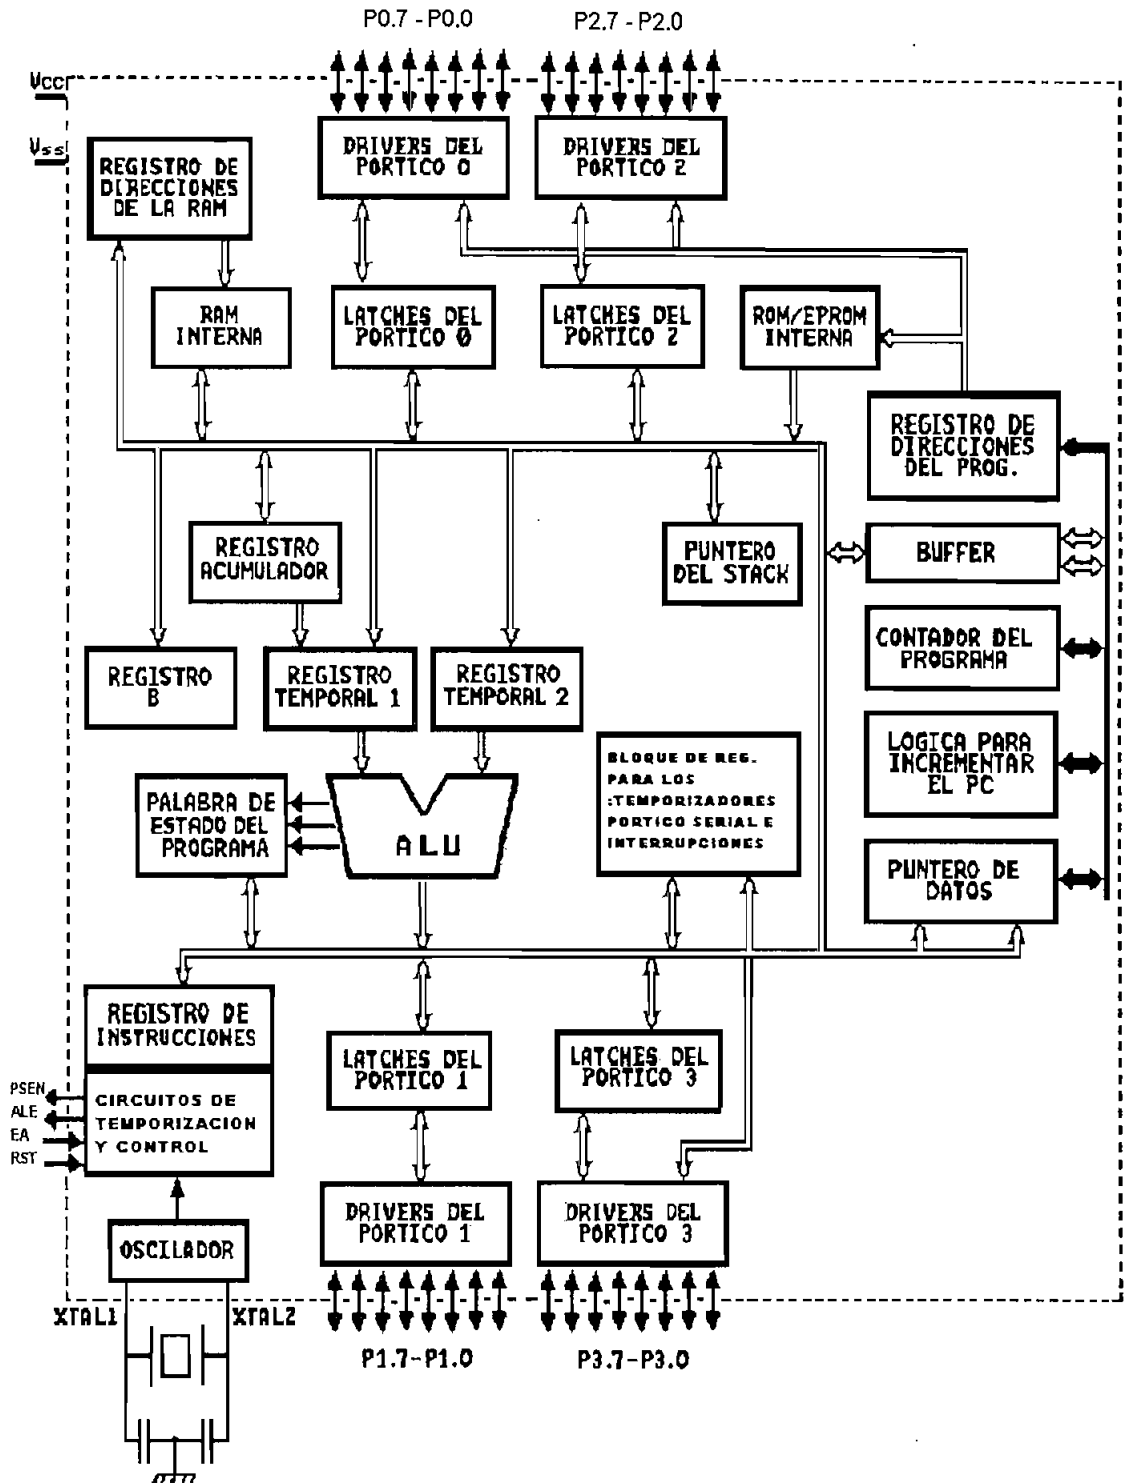 P0.7 - P0.0
P2.7 - P2.0
Vcc
Vss
REGISTRO DE
DIRECCIONES
DE LA RAM
DRIVERS DEL
PORTICO 0
DRIVERS DEL
PORTICO 2
RAM
INTERNA
LATCHES DEL
PORTICO 0
LATCHES DEL
PORTICO 2
ROM/EPROM
INTERNA
REGISTRO DE
DIRECCIONES
DEL PROG.
REGISTRO
ACUMULADOR
PUNTERO
DEL STACK
BUFFER
CONTADOR DEL
PROGRAMA
REGISTRO
B
REGISTRO
TEMPORAL 1
REGISTRO
TEMPORAL 2
LOGICA PARA
INCREMENTAR
EL PC
BLOQUE DE REG.
PARA LOS
:TEMPORIZADORES
PORTICO SERIAL E
INTERRUPCIONES
PALABRA DE
ESTADO DEL
PROGRAMA
ALU
PUNTERO DE
DATOS
REGISTRO DE
INSTRUCCIONES
LATCHES DEL
PORTICO 1
LATCHES DEL
PORTICO 3
PSEN
ALE
EA
RST
CIRCUITOS DE
TEMPORIZACION
Y CONTROL
DRIVERS DEL
PORTICO 1
DRIVERS DEL
PORTICO 3
OSCILADOR
XTAL1
XTAL2
P1.7-P1.0
P3.7-P3.0